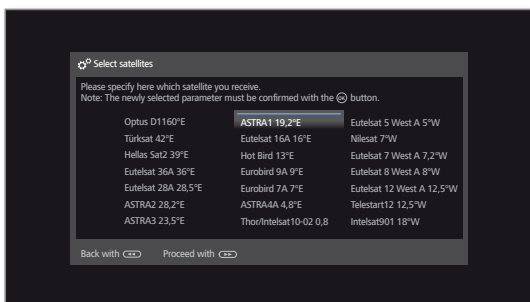 Select satellites
Please specify here which satellite you receive.
Note: The newly selected parameter must be confirmed with the OK button.
Optus D1160°E ASTRA1 19,2°E Eutelsat 5 West A 5°W
Türksat 42°E Eutelsat 16A 16°E Nilesat 7°W
Hellas Sat2 39°E Hot Bird 13°E Eutelsat 7 West A 7,2°W
Eutelsat 36A 36°E Eurobird 9A 9°E Eutelsat 8 West A 8°W
Eutelsat 28A 28,5°E Eurobird 7A 7°E Eutelsat 12 West A 12,5°W
ASTRA2 28,2°E ASTRA4A 4,8°E Telestart12 12,5°W
ASTRA3 23,5°E Thor/Intelsat10-02 0,8 Intelsat901 18°W
Back with Proceed with